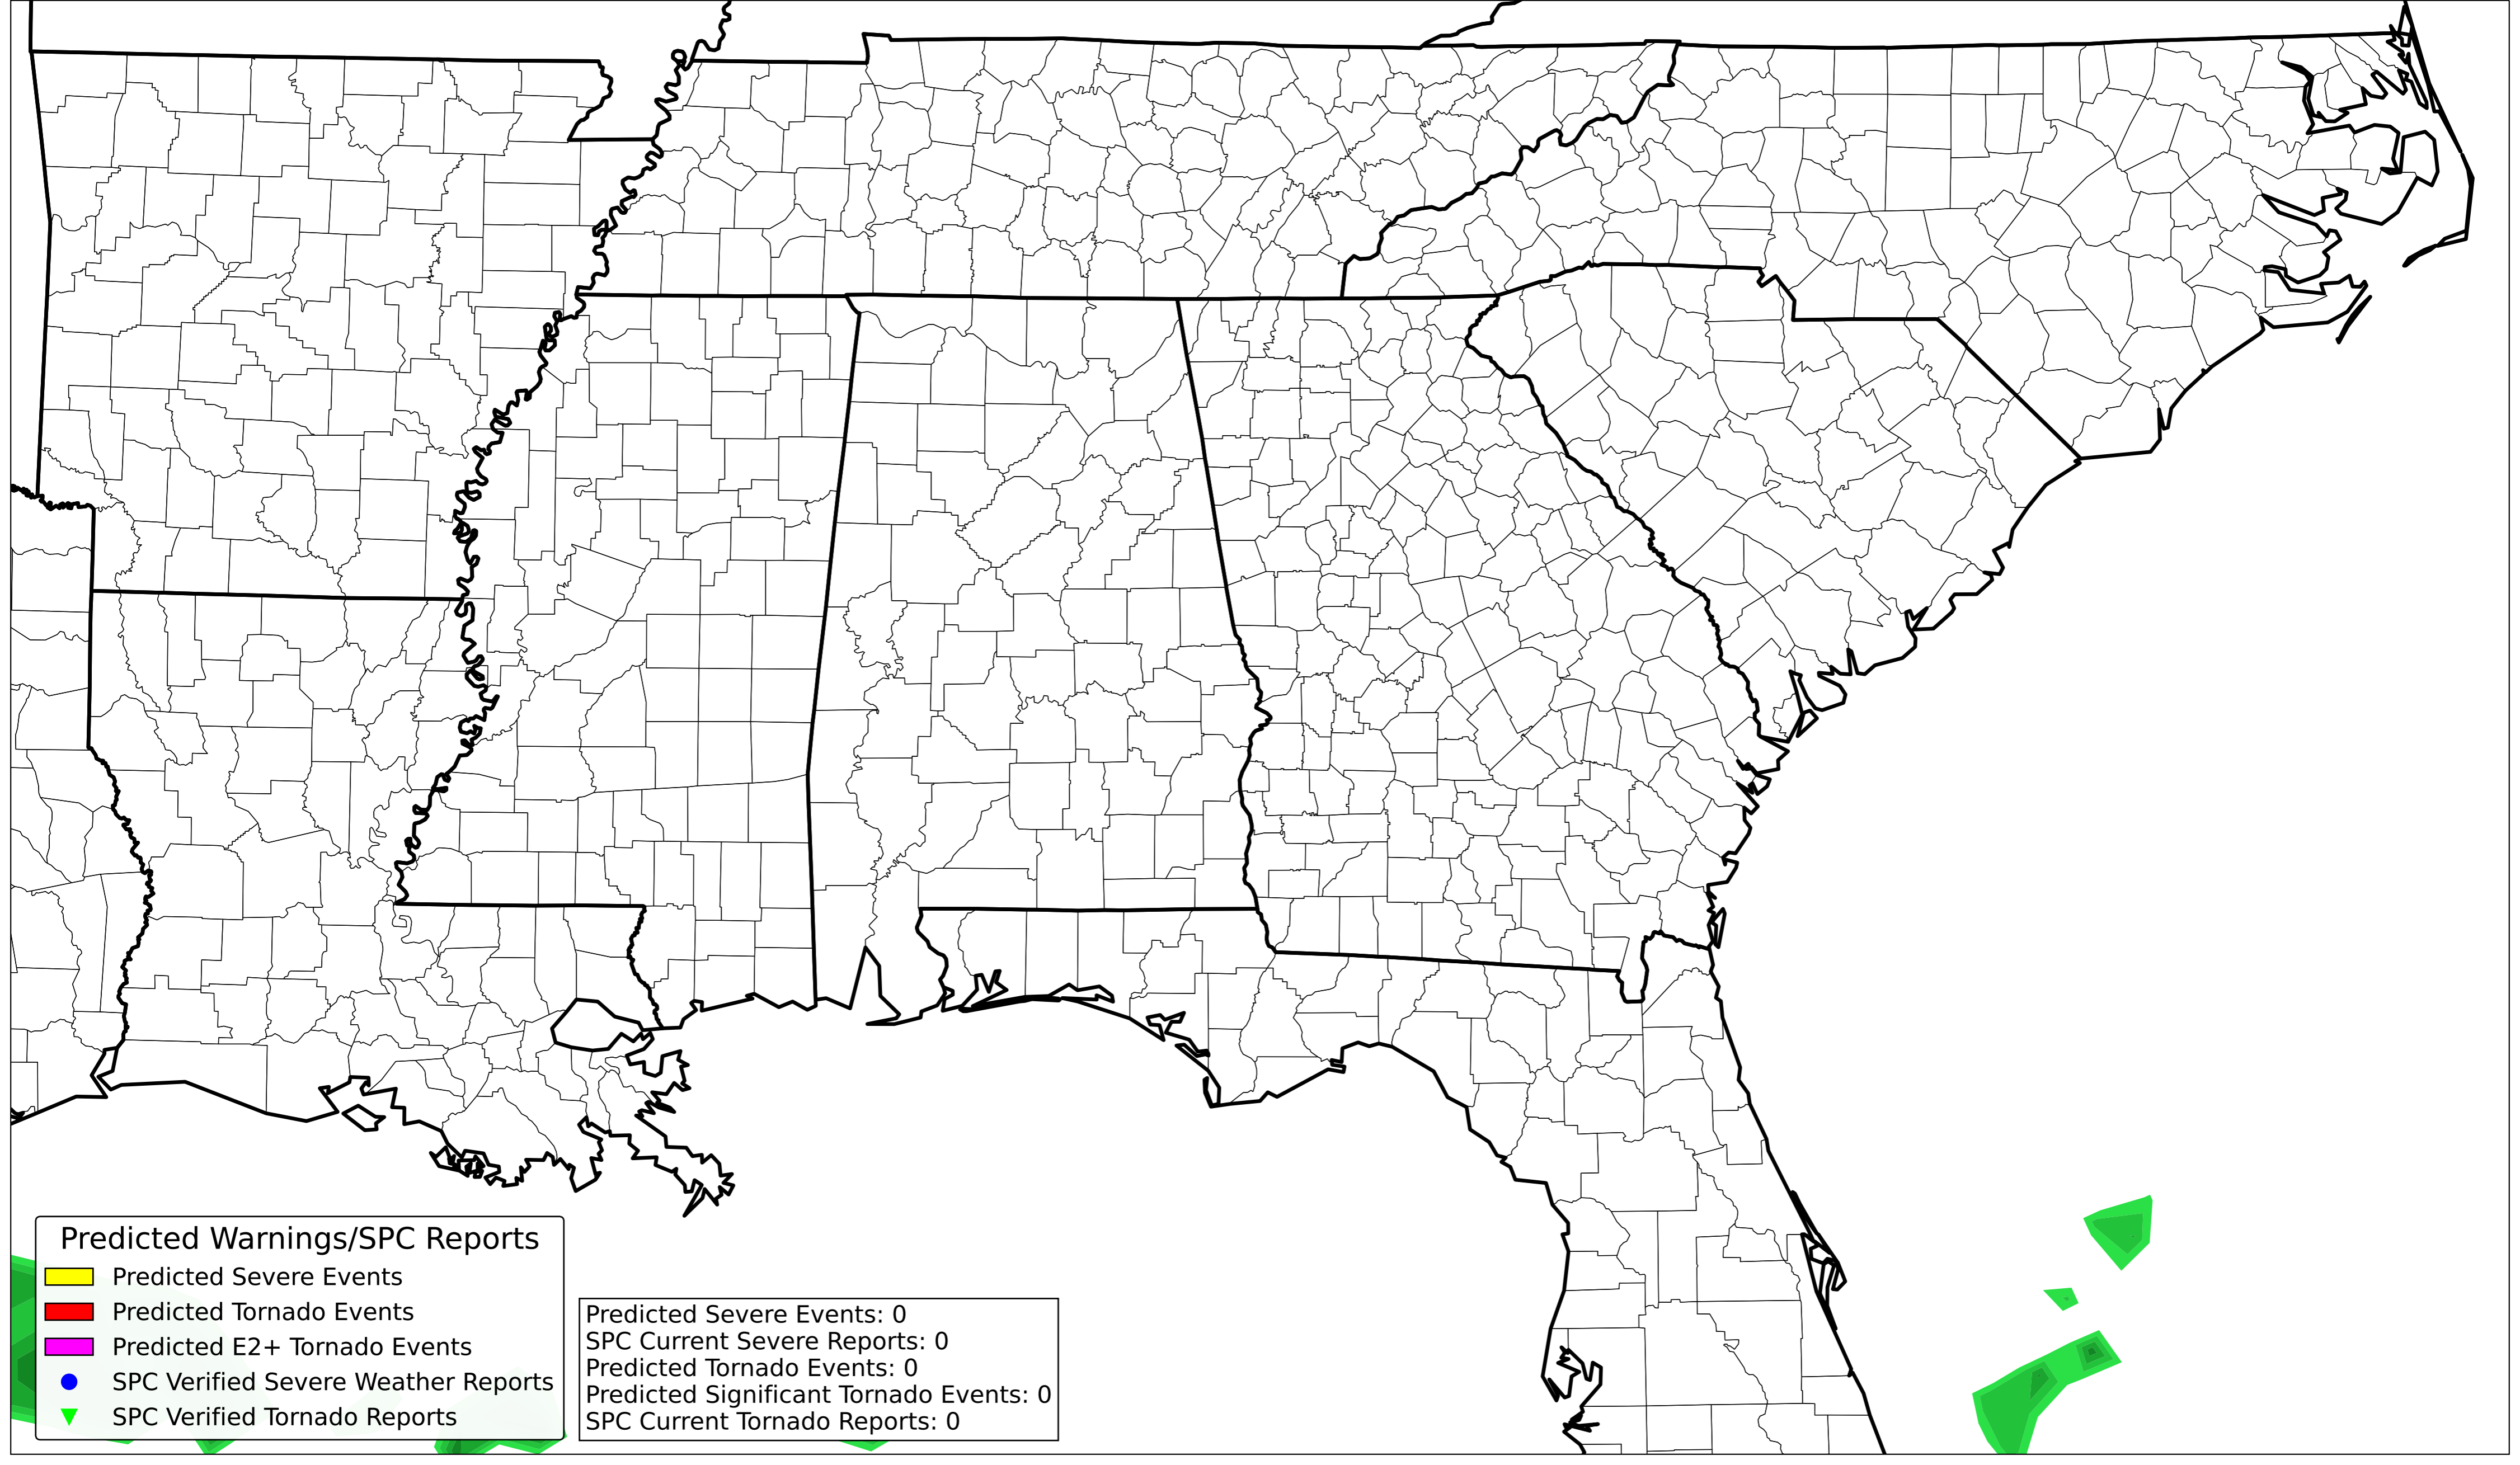 Predicted Warnings/SPC Reports
Predicted Severe Events
Predicted Tornado Events
Predicted E2+ Tornado Events
SPC Verified Severe Weather Reports
SPC Verified Tornado Reports
Predicted Severe Events: 0
SPC Current Severe Reports: 0
Predicted Tornado Events: 0
Predicted Significant Tornado Events: 0
SPC Current Tornado Reports: 0